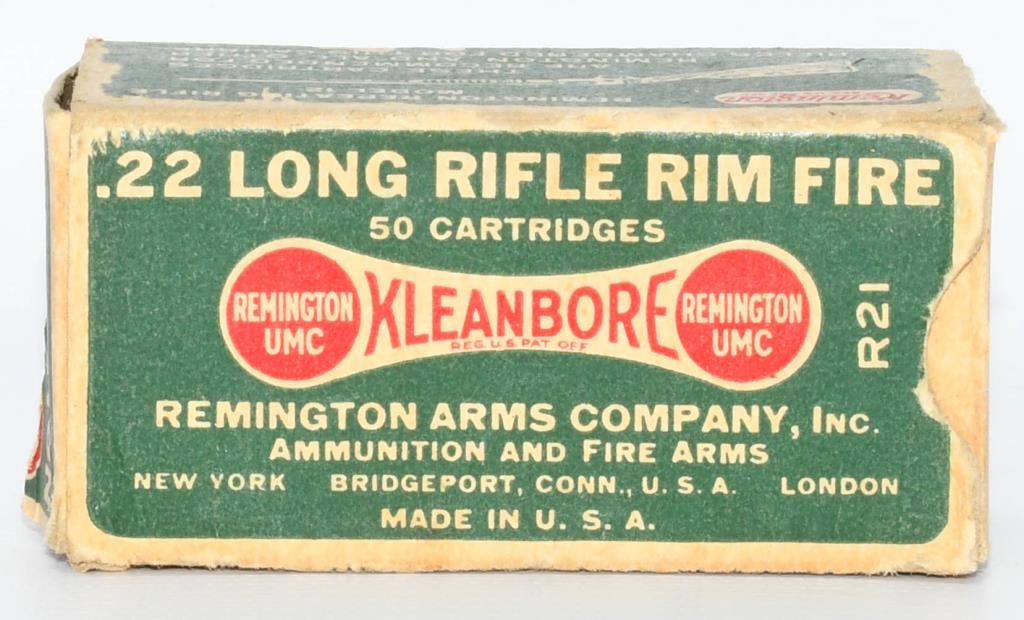 Remington
.22 LONG RIFLE RIM FIRE
50 CARTRIDGES
REMINGTON UMC
KLEANBORE
REG. U.S. PAT. OFF.
REMINGTON UMC
R21
REMINGTON ARMS COMPANY, INC.
AMMUNITION AND FIRE ARMS
NEW YORK BRIDGEPORT, CONN., U. S. A. LONDON
MADE IN U. S. A.